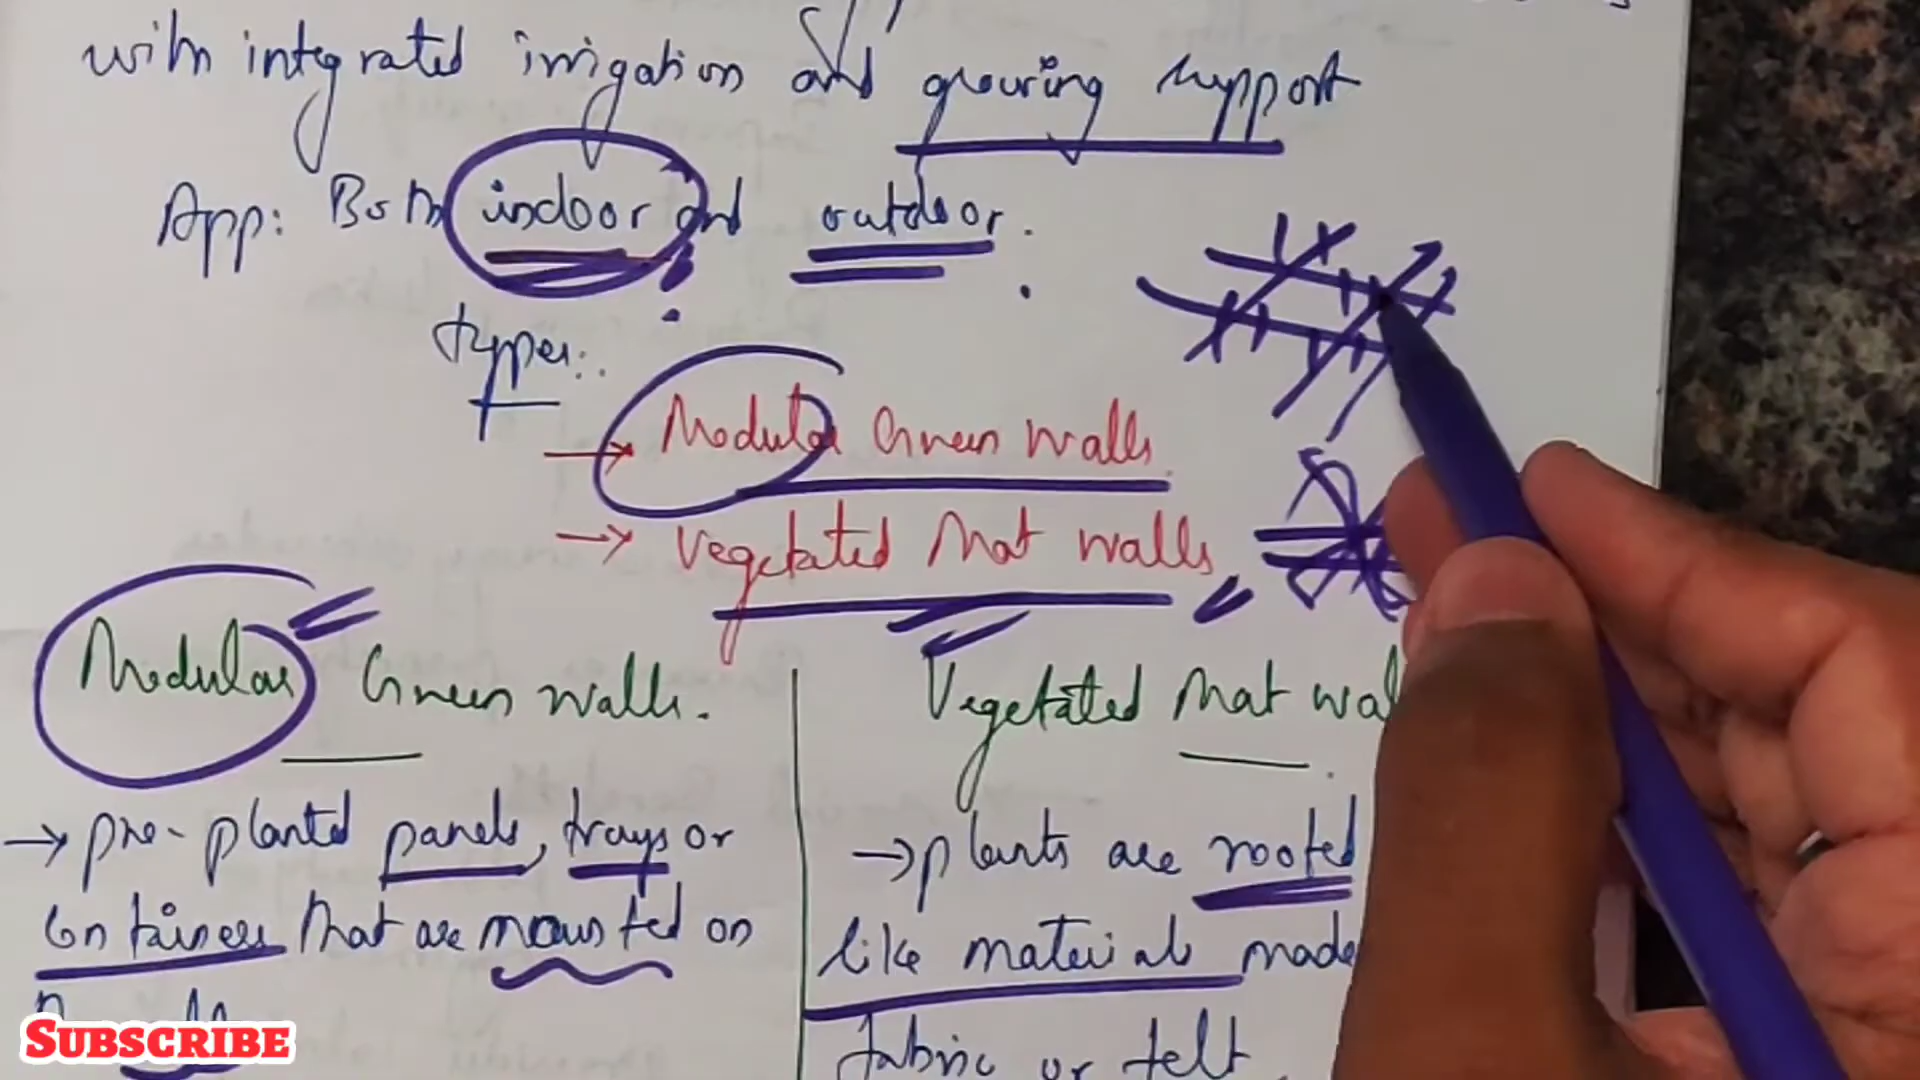 with integrated irrigation and growing support
App: Both indoor and outdoor.
types:
→ Modular Green Walls.
→ Vegetated Mat Walls
Modular Green Walls.
→ pre-planted panels, trays or
Containers that are mounted on
Vegetated Mat wal
→ plants are rooted
like materials made
fabric or felt.
SUBSCRIBE